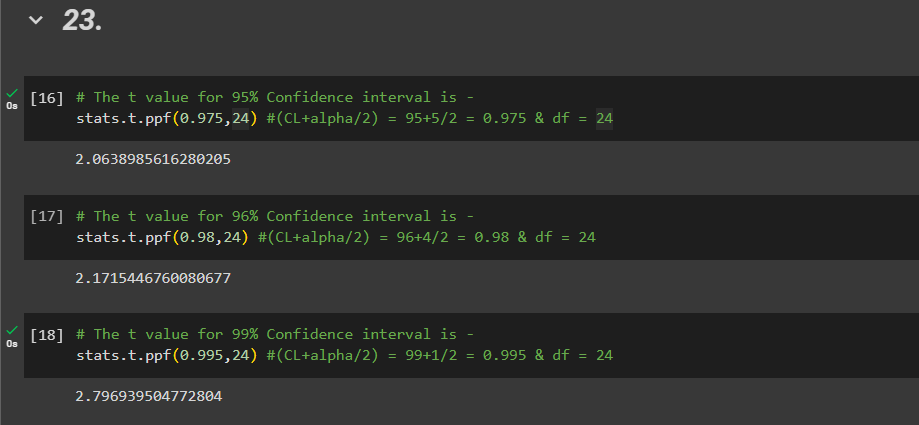 23.
[16] # The t value for 95% Confidence interval is -
0s stats.t.ppf(0.975,24) #(CL+alpha/2) = 95+5/2 = 0.975 & df = 24
2.0638985616280205
[17] # The t value for 96% Confidence interval is -
stats.t.ppf(0.98,24) #(CL+alpha/2) = 96+4/2 = 0.98 & df = 24
2.1715446760080677
[18] # The t value for 99% Confidence interval is -
0s stats.t.ppf(0.995,24) #(CL+alpha/2) = 99+1/2 = 0.995 & df = 24
2.796939504772804